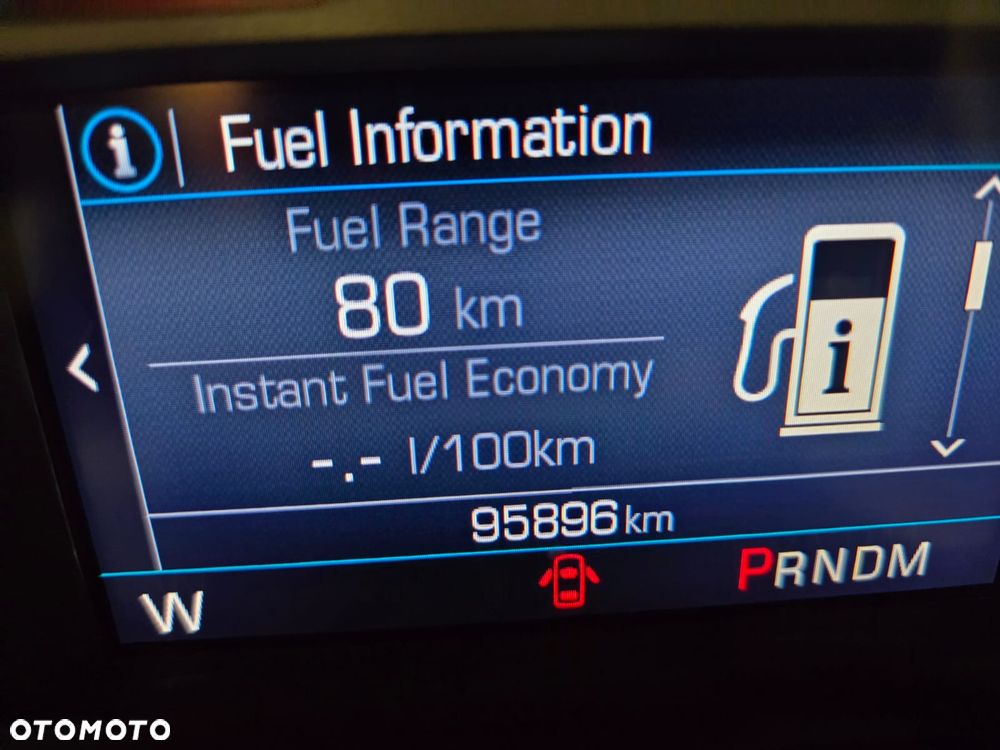 i Fuel Information
Fuel Range
80 km
i
Instant Fuel Economy
-.- l/100km
95896 km
W PRNDM
OTOMOTO